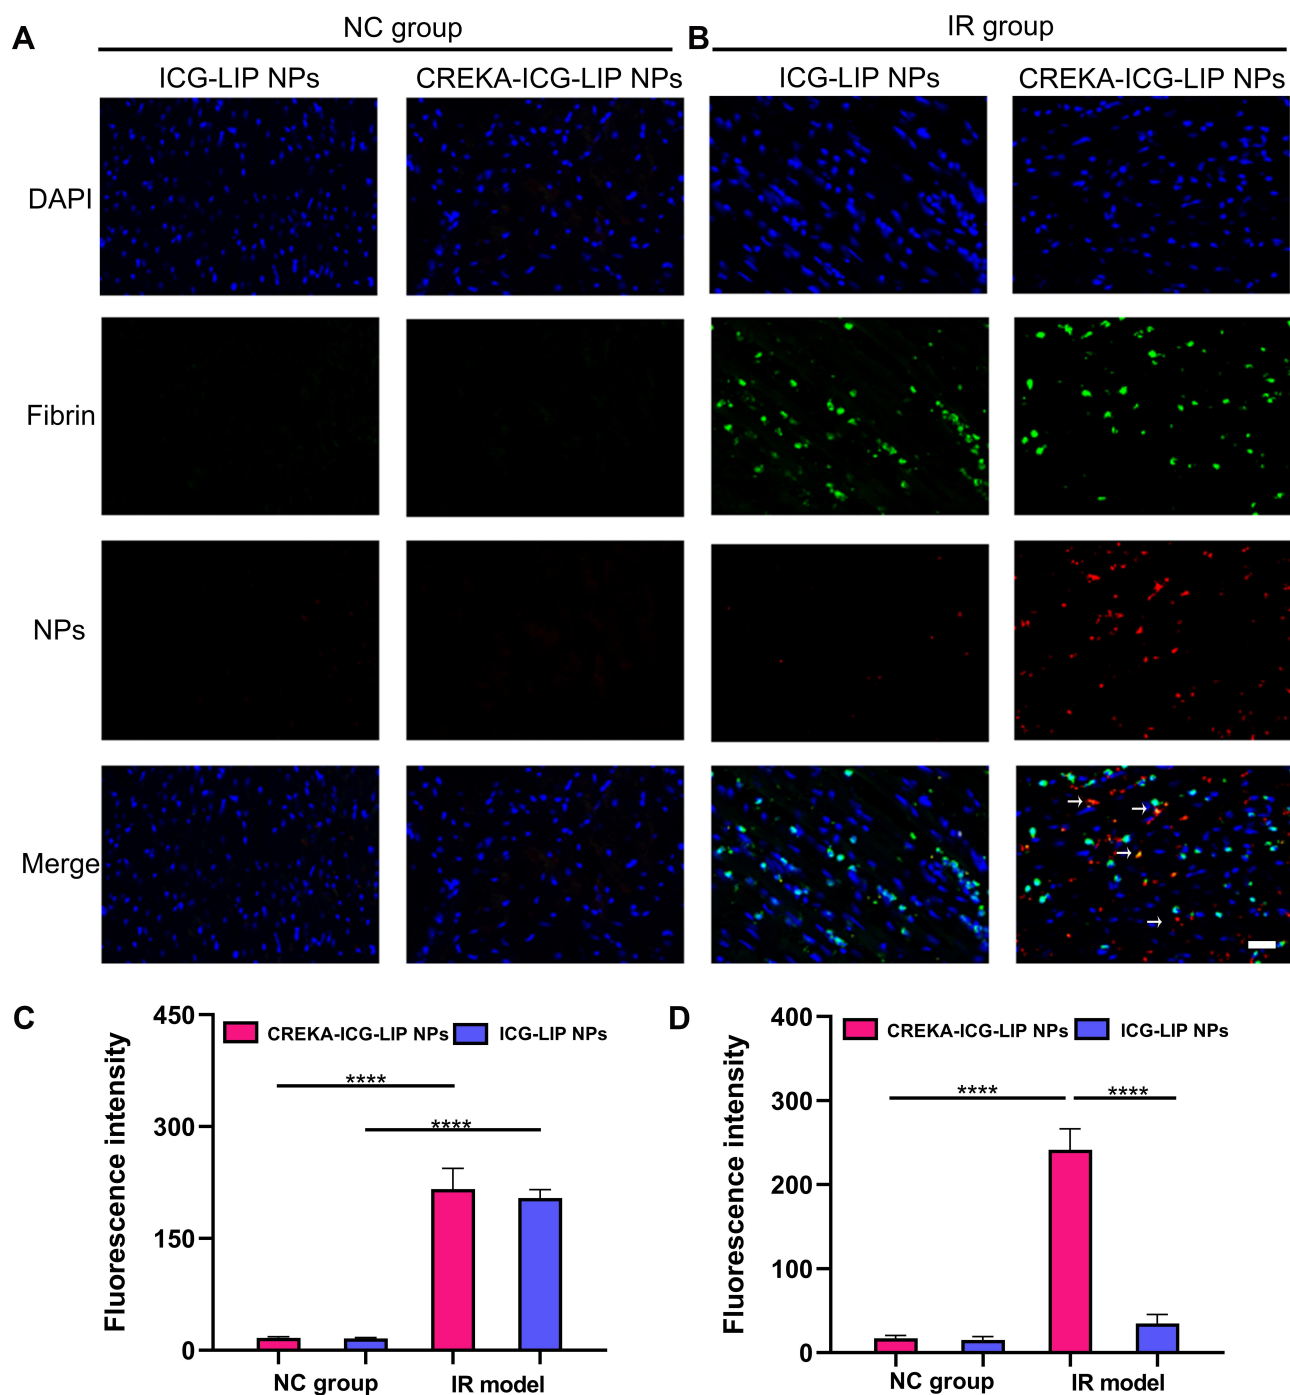 A
NC group
B
IR group
ICG-LIP NPs
CREKA-ICG-LIP NPs
ICG-LIP NPs
CREKA-ICG-LIP NPs
DAPI
Fibrin
NPs
Merge
C
Fluorescence intensity
450
300
150
0
CREKA-ICG-LIP NPs
ICG-LIP NPs
****
****
NC group
IR model
D
Fluorescence intensity
400
300
200
100
0
CREKA-ICG-LIP NPs
ICG-LIP NPs
****
****
NC group
IR model